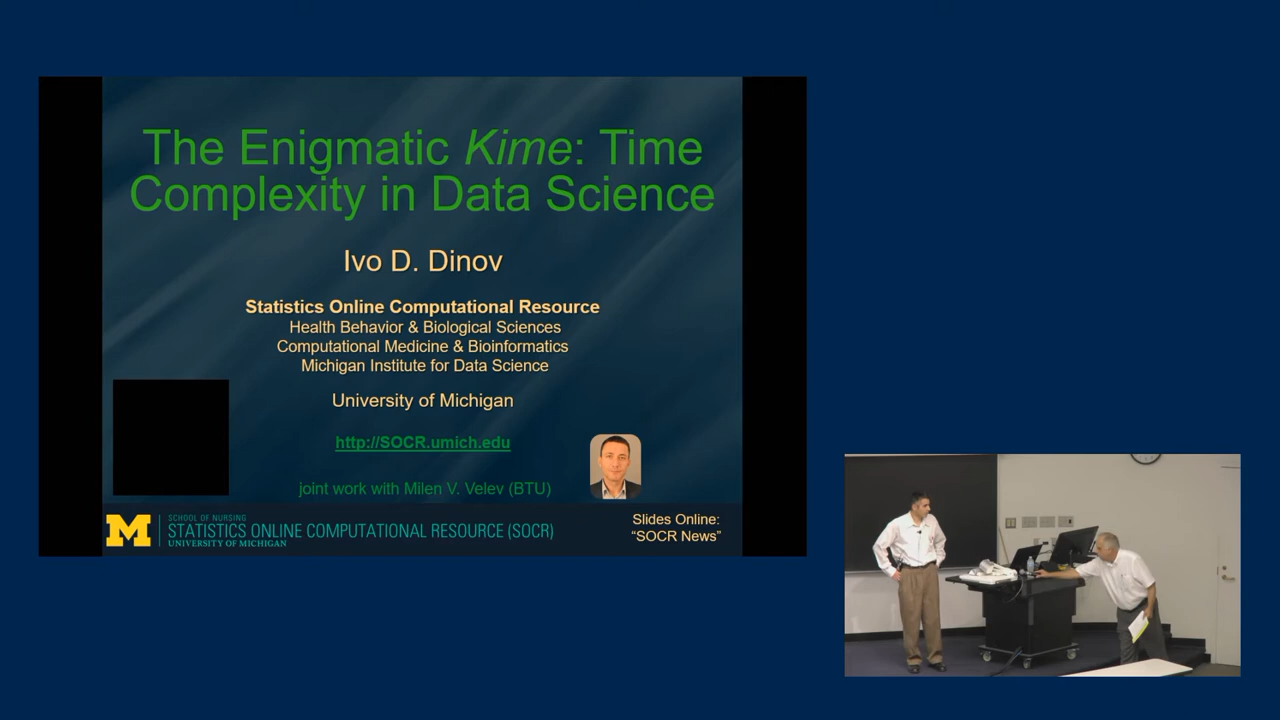 The Enigmatic Kime: Time
Complexity in Data Science
Ivo D. Dinov
Statistics Online Computational Resource
Health Behavior & Biological Sciences
Computational Medicine & Bioinformatics
Michigan Institute for Data Science
University of Michigan
http://SOCR.umich.edu
joint work with Milen V. Velev (BTU)
M
SCHOOL OF NURSING
STATISTICS ONLINE COMPUTATIONAL RESOURCE (SOCR)
UNIVERSITY OF MICHIGAN
Slides Online:
"SOCR News"